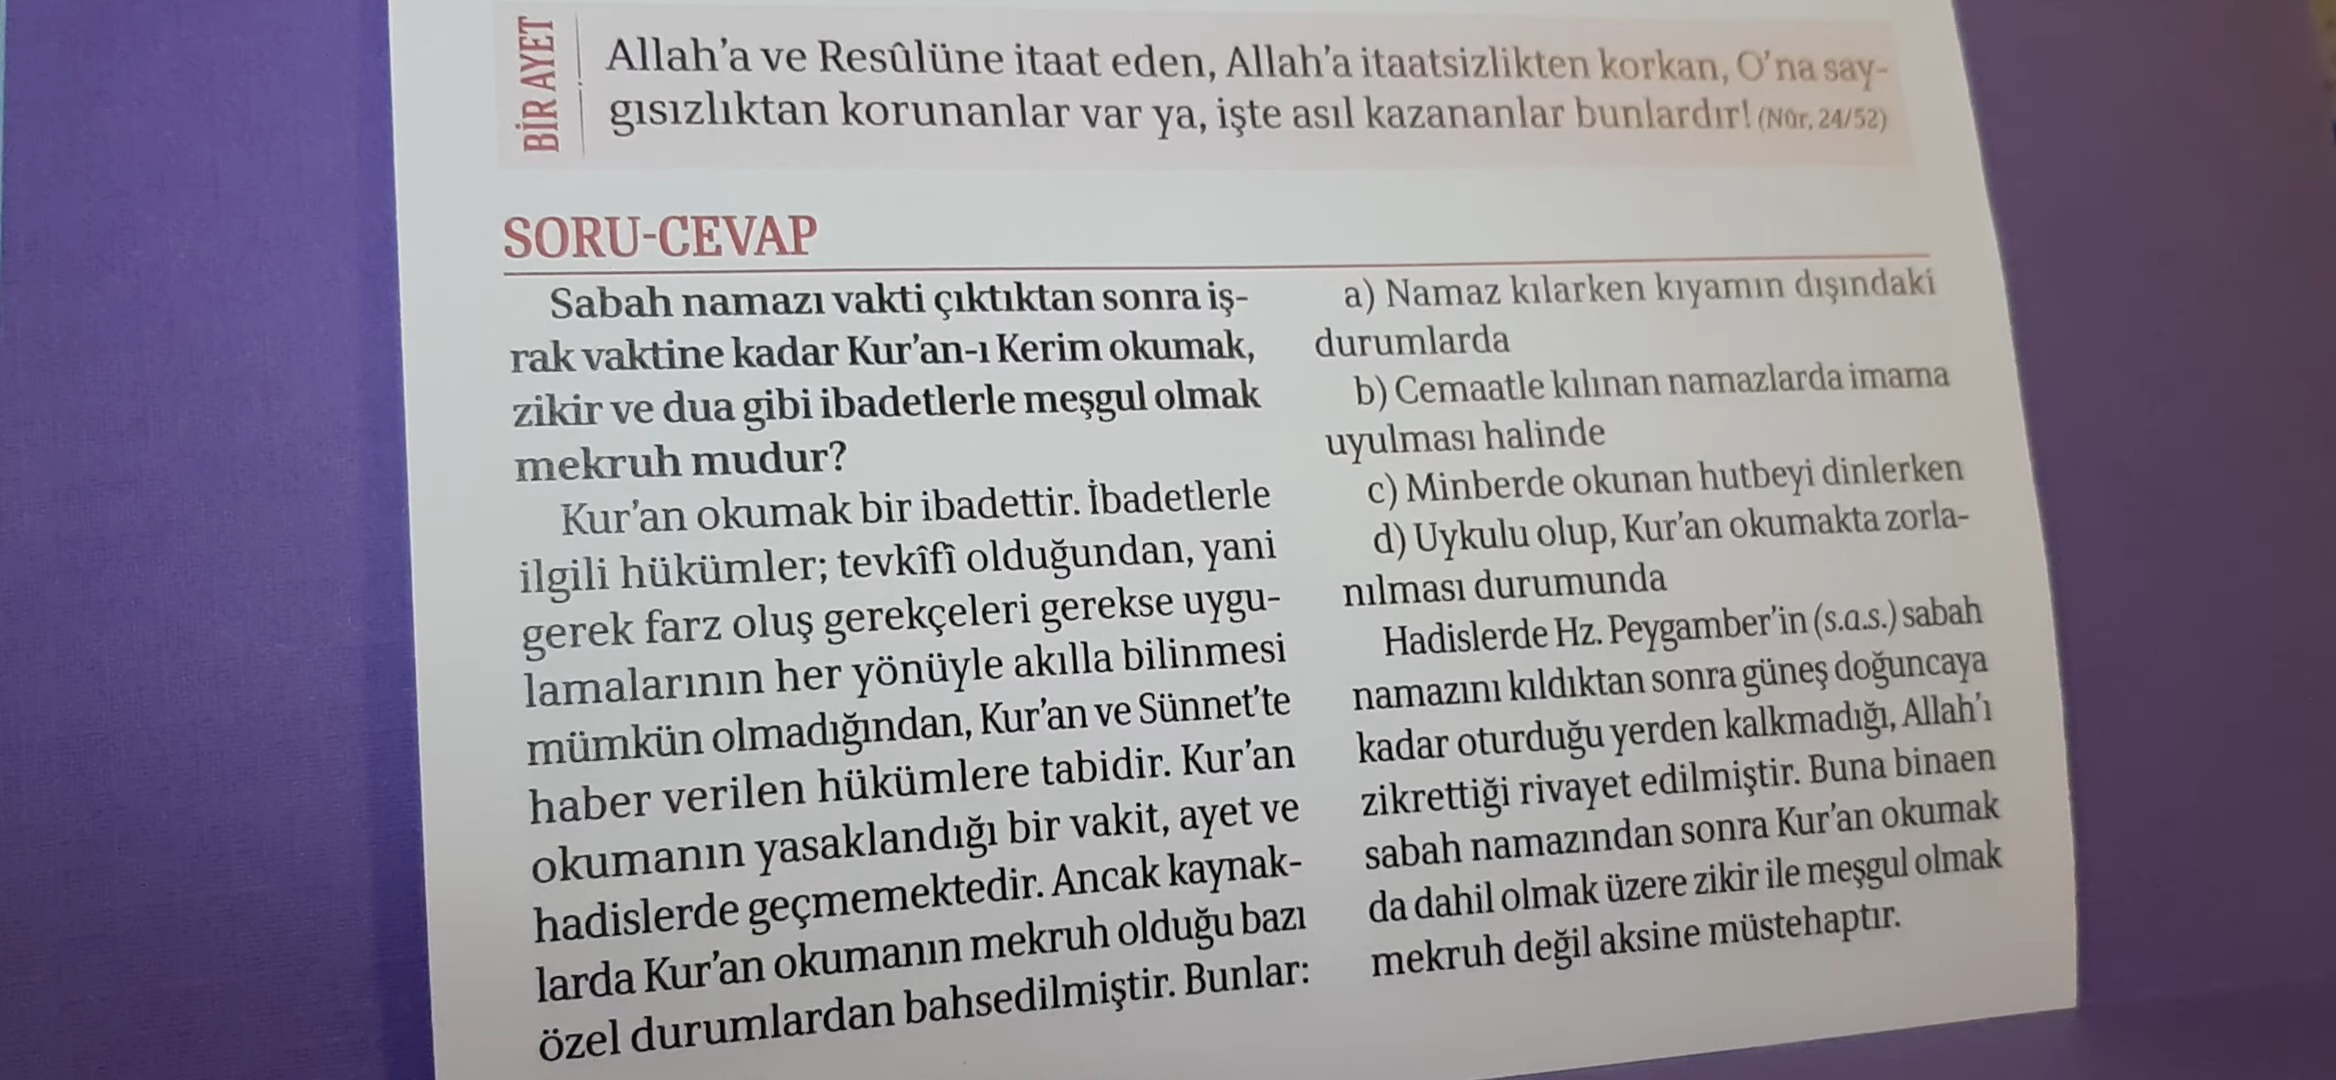 BİR AYET
Allah'a ve Resûlüne itaat eden, Allah'a itaatsizlikten korkan, O'na say-
gısızlıktan korunanlar var ya, işte asıl kazananlar bunlardır! (Nûr, 24/52)
SORU-CEVAP
Sabah namazı vakti çıktıktan sonra iş-
rak vaktine kadar Kur'an-ı Kerim okumak,
zikir ve dua gibi ibadetlerle meşgul olmak
mekruh mudur?
Kur'an okumak bir ibadettir. İbadetlerle
ilgili hükümler; tevkîfî olduğundan, yani
gerek farz oluş gerekçeleri gerekse uygu-
lamalarının her yönüyle akılla bilinmesi
mümkün olmadığından, Kur'an ve Sünnet'te
haber verilen hükümlere tabidir. Kur'an
okumanın yasaklandığı bir vakit, ayet ve
hadislerde geçmemektedir. Ancak kaynak-
larda Kur'an okumanın mekruh olduğu bazı
özel durumlardan bahsedilmiştir. Bunlar:
a) Namaz kılarken kıyamın dışındaki
durumlarda
b) Cemaatle kılınan namazlarda imama
uyulması halinde
c) Minberde okunan hutbeyi dinlerken
d) Uykulu olup, Kur'an okumakta zorla-
nılması durumunda
Hadislerde Hz. Peygamber'in (s.a.s.) sabah
namazını kıldıktan sonra güneş doğuncaya
kadar oturduğu yerden kalkmadığı, Allah'ı
zikrettiği rivayet edilmiştir. Buna binaen
sabah namazından sonra Kur'an okumak
da dahil olmak üzere zikir ile meşgul olmak
mekruh değil aksine müstehaptır.